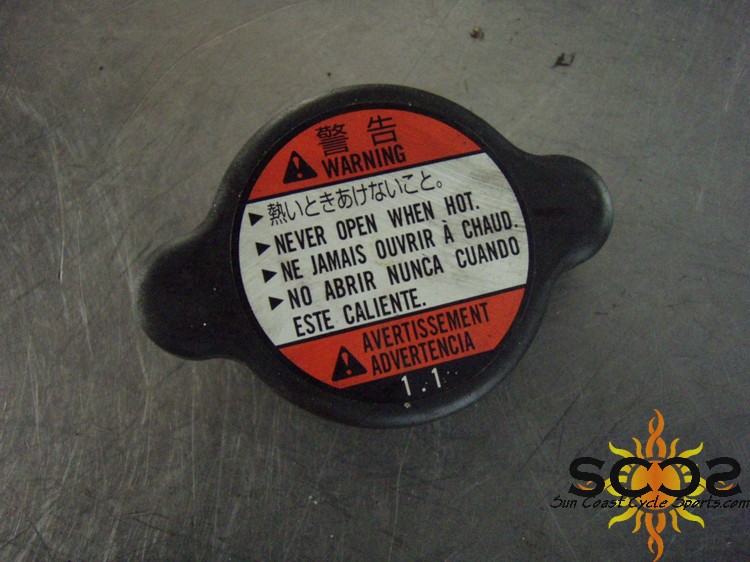 警告
WARNING
▶熱いときあけないこと。
▶NEVER OPEN WHEN HOT.
▶NE JAMAIS OUVRIR À CHAUD.
▶NO ABRIR NUNCA CUANDO
ESTE CALIENTE.
AVERTISSEMENT
ADVERTENCIA
1.1
SCCS
Sun Coast Cycle Sports.com